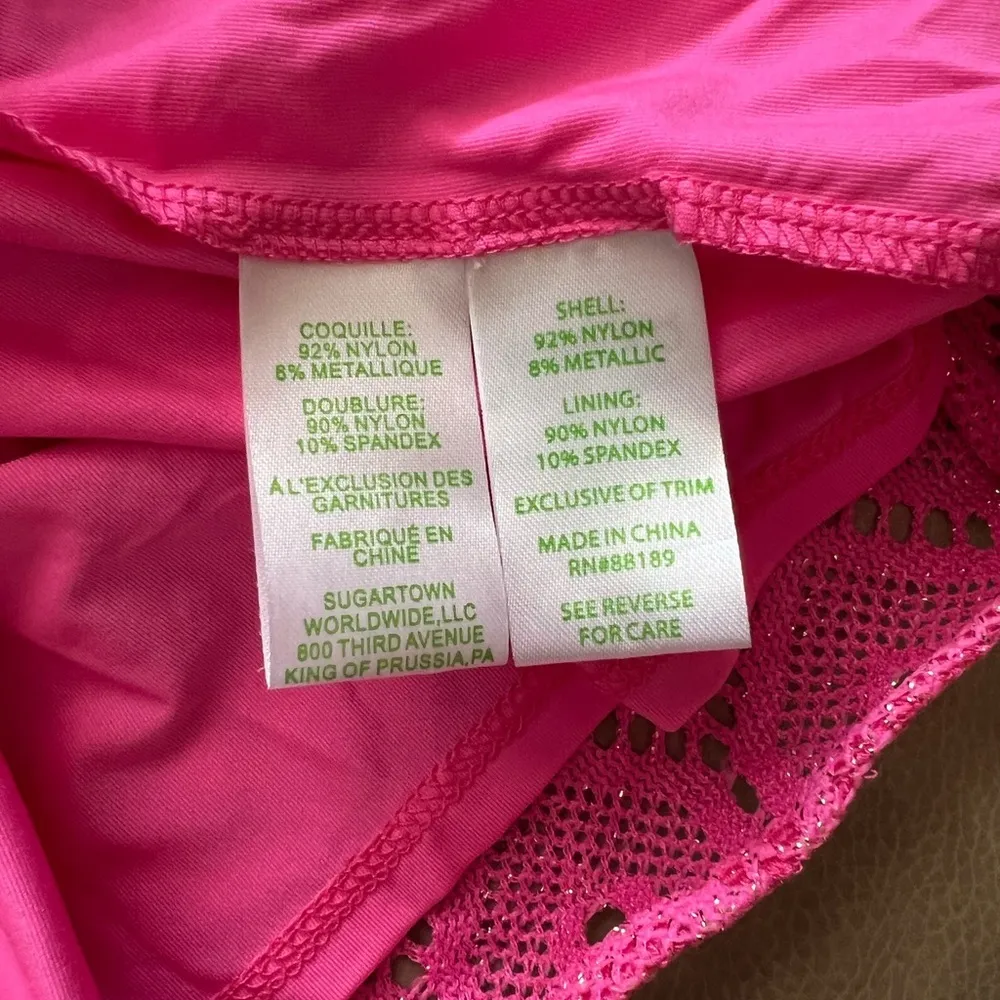 COQUILLE:
92% NYLON
8% METALLIQUE
DOUBLURE:
90% NYLON
10% SPANDEX
A L'EXCLUSION DES
GARNITURES
FABRIQUÉ EN
CHINE
SUGARTOWN
WORLDWIDE,LLC
800 THIRD AVENUE
KING OF PRUSSIA,PA
SHELL:
92% NYLON
8% METALLIC
LINING:
90% NYLON
10% SPANDEX
EXCLUSIVE OF TRIM
MADE IN CHINA
RN#88189
SEE REVERSE
FOR CARE